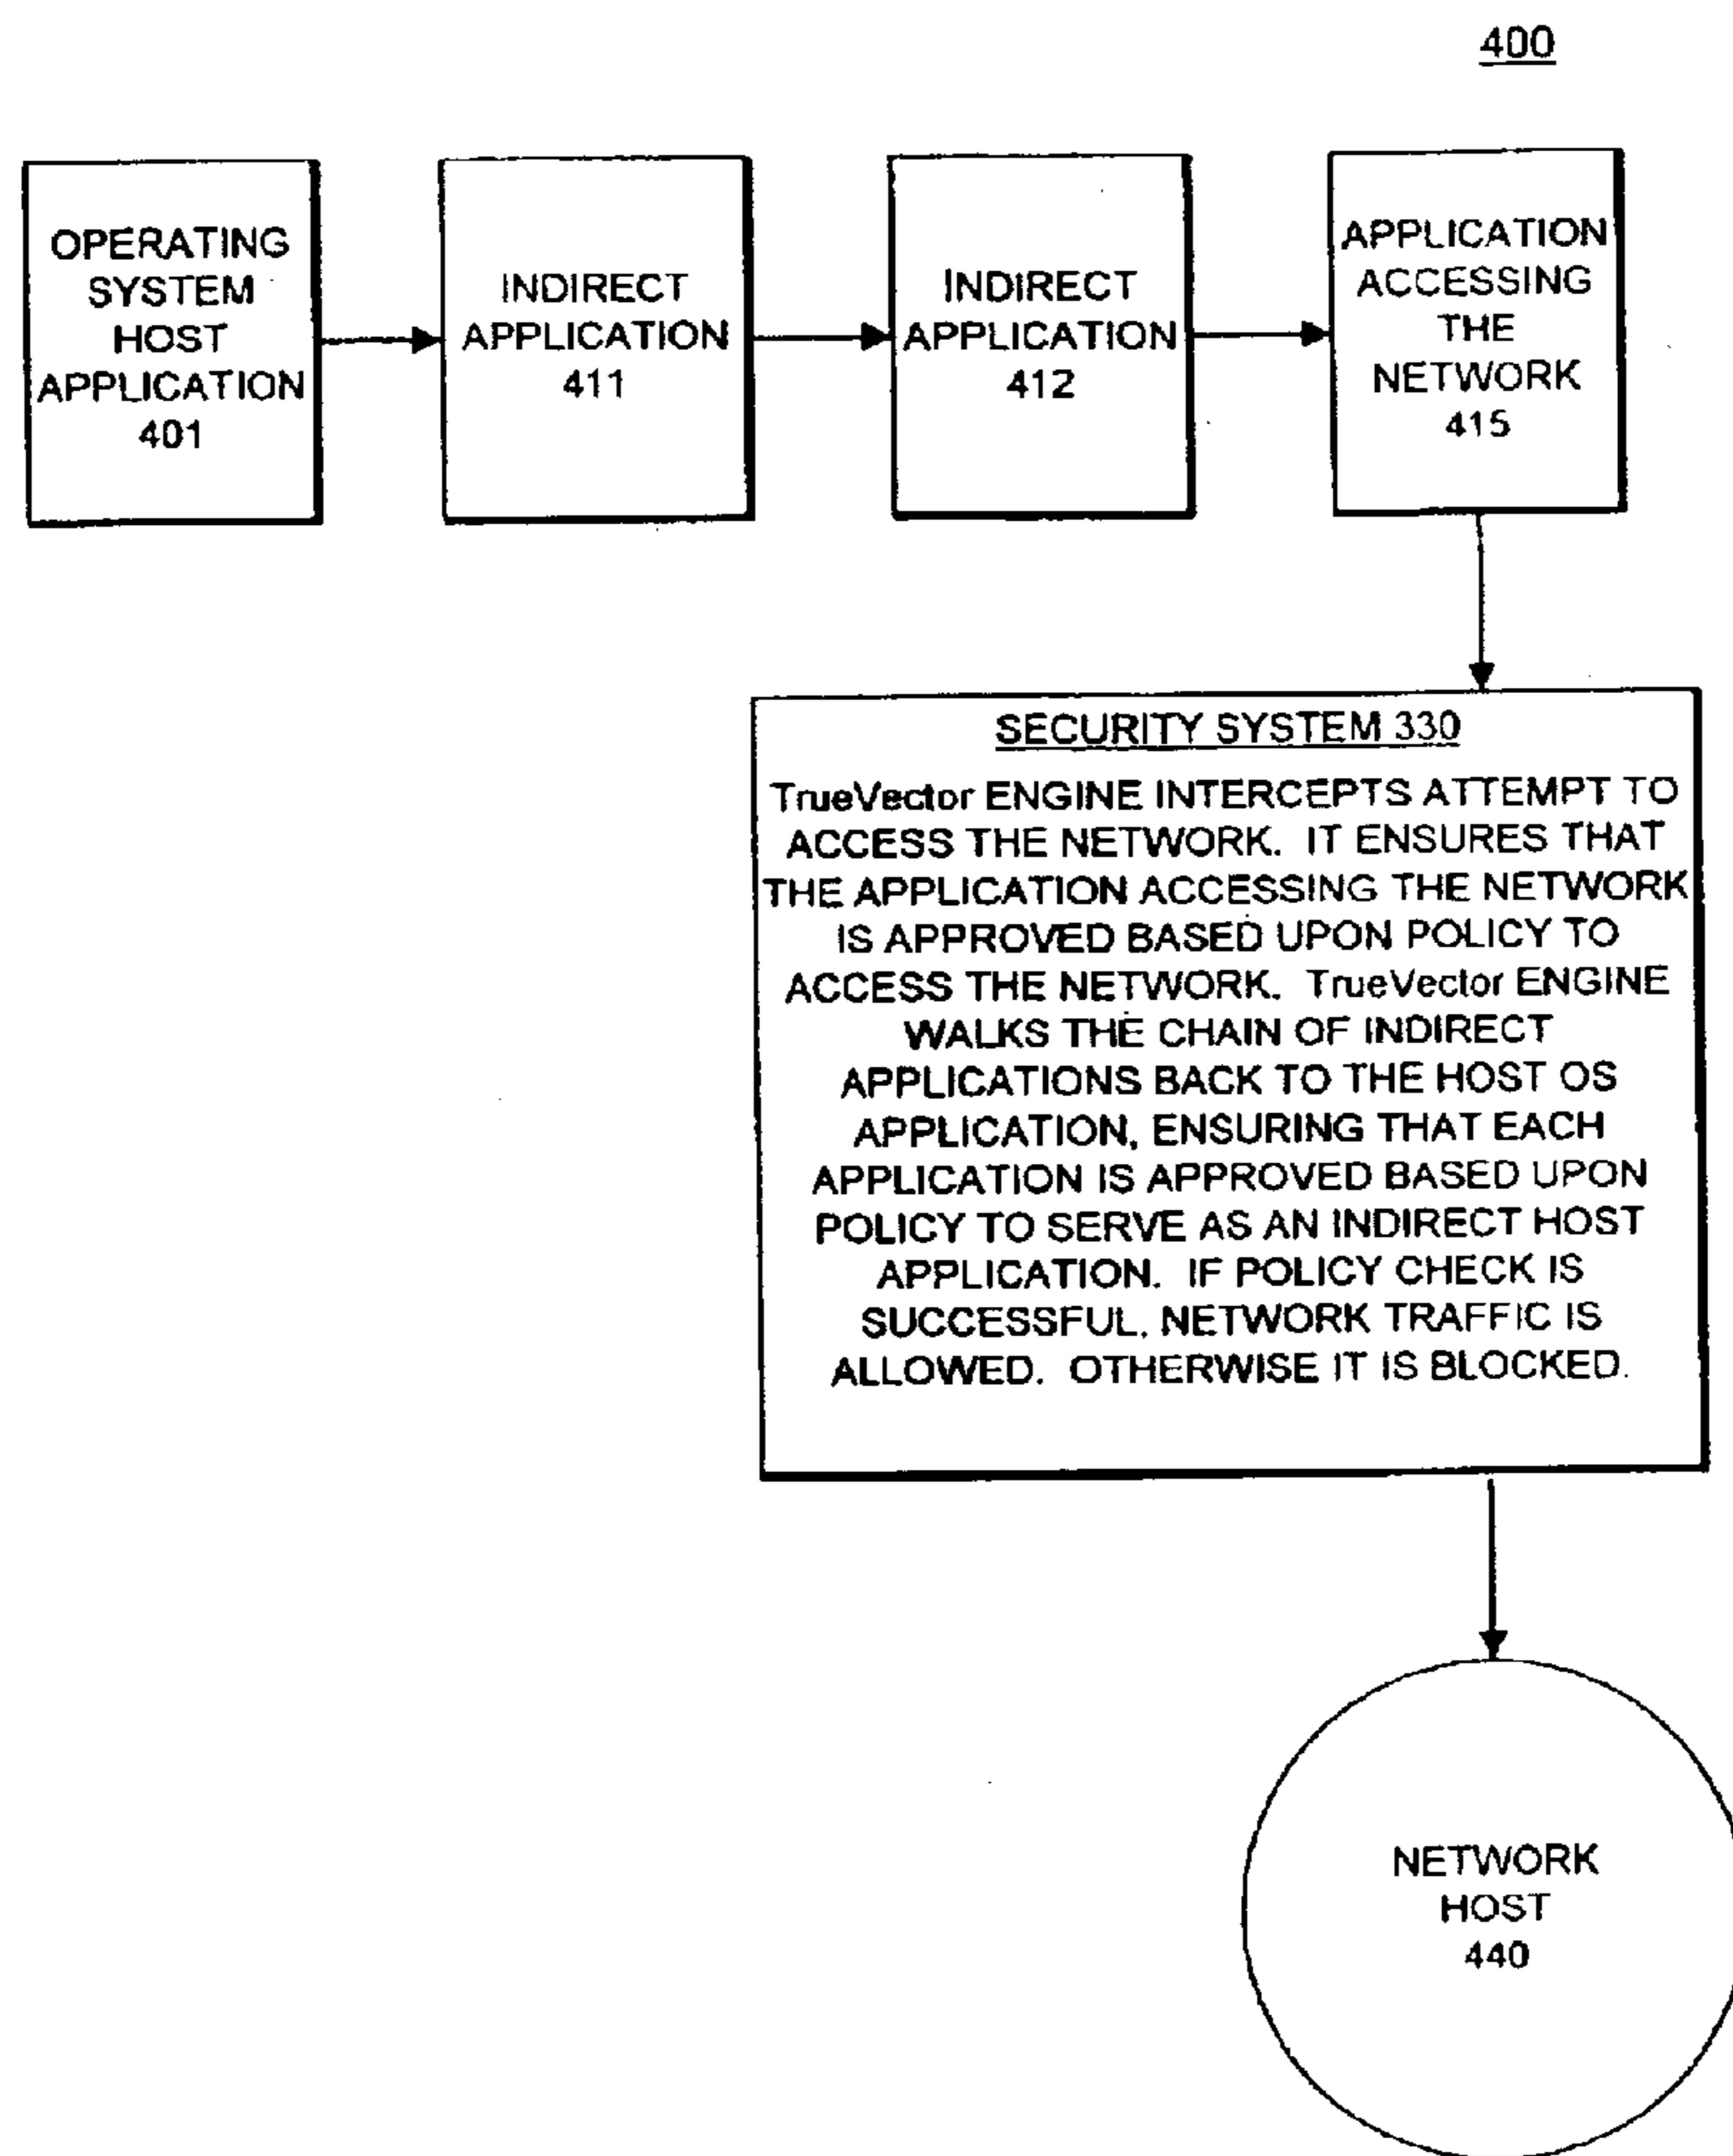 400
OPERATING
SYSTEM
HOST
APPLICATION
401
INDIRECT
APPLICATION
411
INDIRECT
APPLICATION
412
APPLICATION
ACCESSING
THE
NETWORK
415
SECURITY SYSTEM 330
TrueVector ENGINE INTERCEPTS ATTEMPT TO
ACCESS THE NETWORK. IT ENSURES THAT
THE APPLICATION ACCESSING THE NETWORK
IS APPROVED BASED UPON POLICY TO
ACCESS THE NETWORK. TrueVector ENGINE
WALKS THE CHAIN OF INDIRECT
APPLICATIONS BACK TO THE HOST OS
APPLICATION, ENSURING THAT EACH
APPLICATION IS APPROVED BASED UPON
POLICY TO SERVE AS AN INDIRECT HOST
APPLICATION. IF POLICY CHECK IS
SUCCESSFUL, NETWORK TRAFFIC IS
ALLOWED. OTHERWISE IT IS BLOCKED.
NETWORK
HOST
440